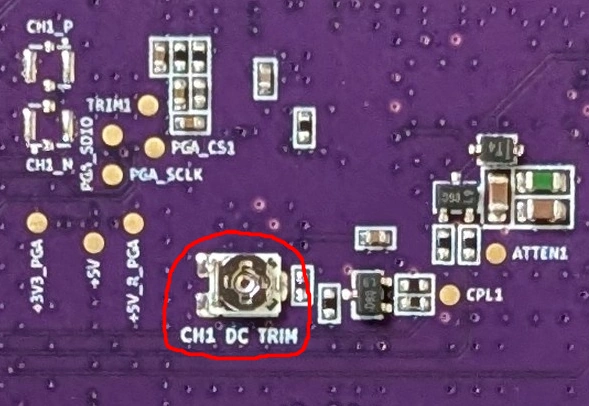 CH1_P
TRIM1
CH1_N
PGA_SDIO
PGA_CS1
PGA_SCLK
+3V3_PGA
+5V
+5V_R_PGA
ATTEN1
CPL1
CH1 DC TRIM